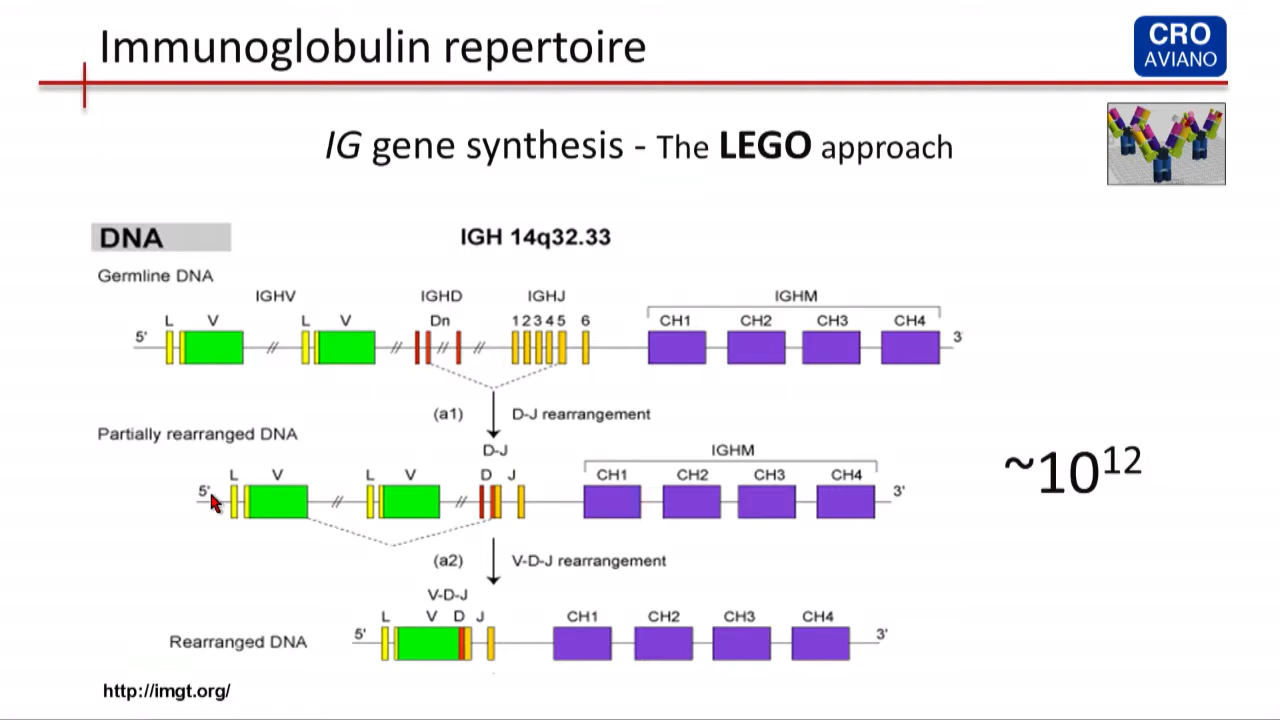 Immunoglobulin repertoire
CRO
AVIANO
IG gene synthesis - The LEGO approach
DNA
IGH 14q32.33
Germline DNA
IGHV IGHD IGHJ IGHM
L V L V Dn 1 2 3 4 5 6 CH1 CH2 CH3 CH4
5' 3'
(a1) D-J rearrangement
Partially rearranged DNA
D-J IGHM
L V L V D J CH1 CH2 CH3 CH4
5' 3'
~10¹²
(a2) V-D-J rearrangement
V-D-J
L V D J CH1 CH2 CH3 CH4
5' 3'
Rearranged DNA
http://imgt.org/